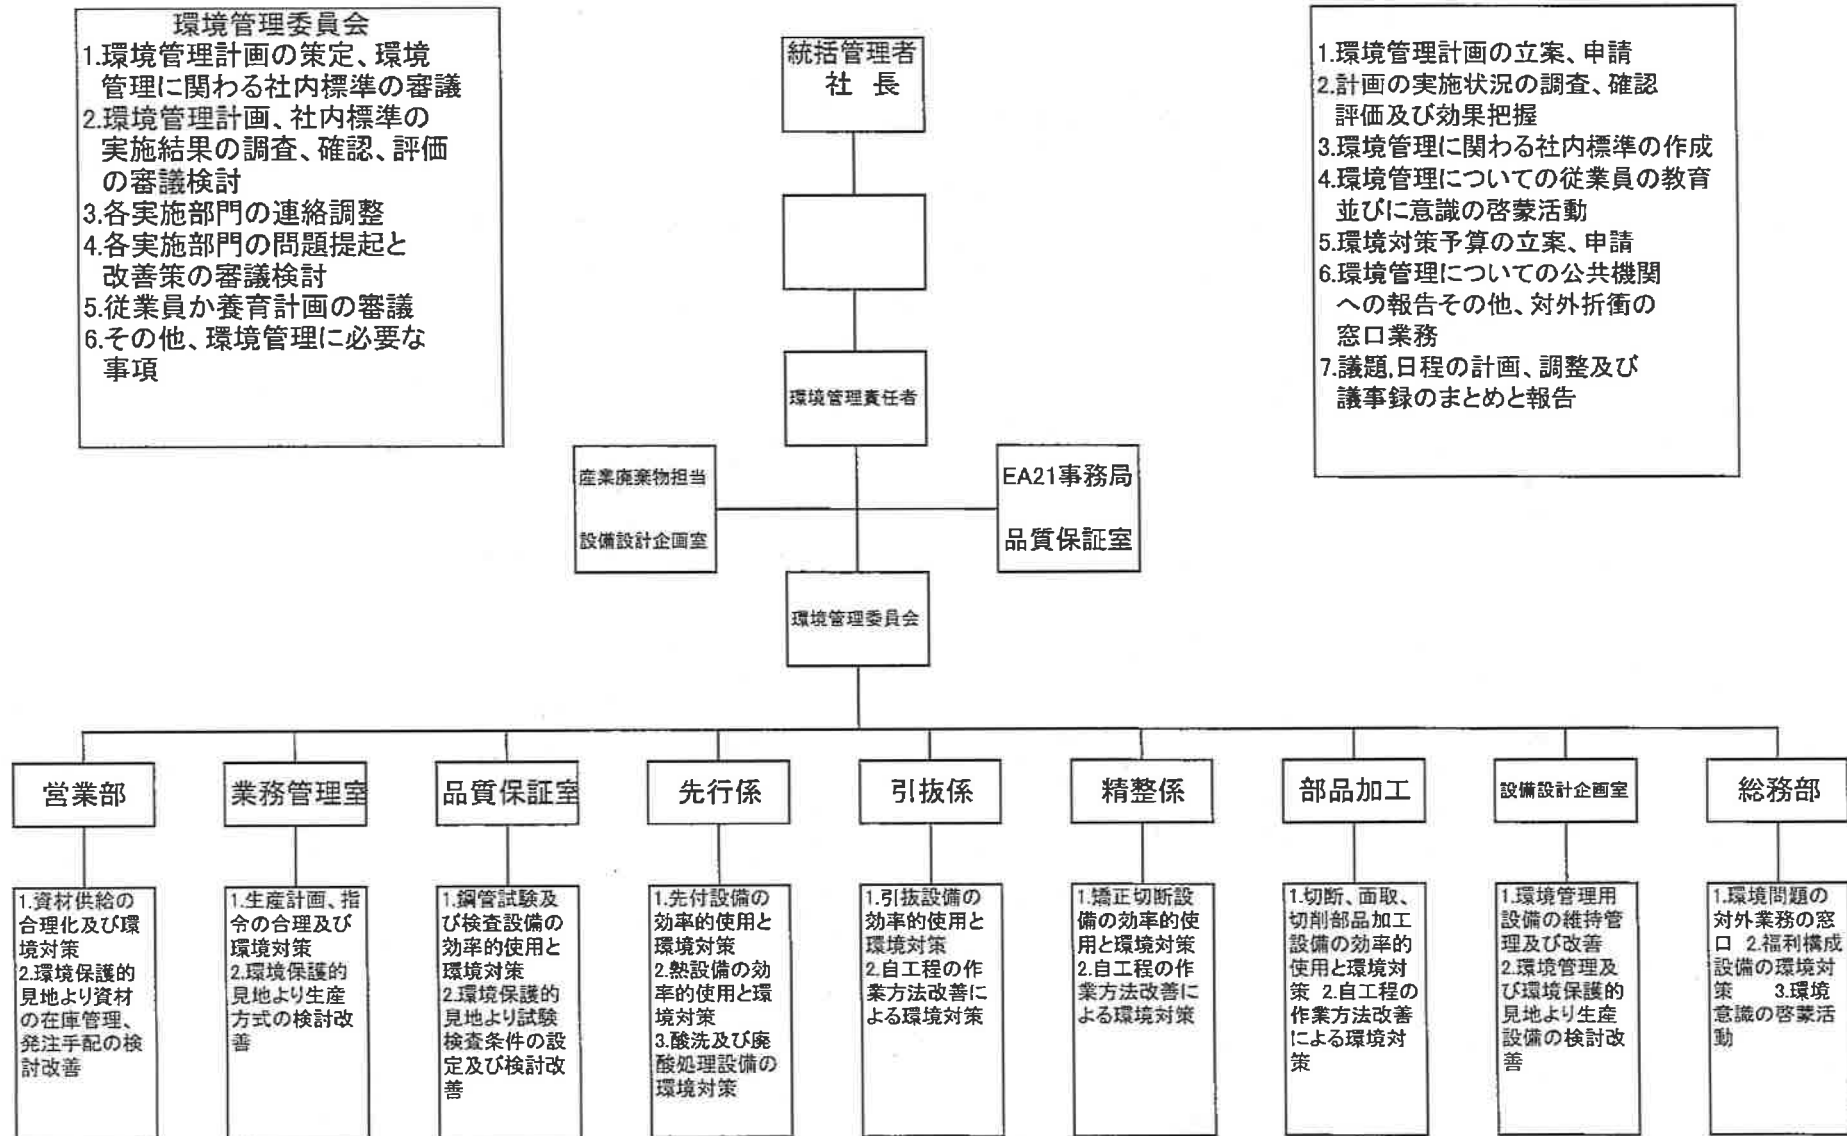 環境管理委員会
1.環境管理計画の策定、環境
管理に関わる社内標準の審議
2.環境管理計画、社内標準の
実施結果の調査、確認、評価
の審議検討
3.各実施部門の連絡調整
4.各実施部門の問題提起と
改善策の審議検討
5.従業員か養育計画の審議
6.その他、環境管理に必要な
事項
統括管理者
社 長
1.環境管理計画の立案、申請
2.計画の実施状況の調査、確認
評価及び効果把握
3.環境管理に関わる社内標準の作成
4.環境管理についての従業員の教育
並びに意識の啓蒙活動
5.環境対策予算の立案、申請
6.環境管理についての公共機関
への報告その他、対外折衝の
窓口業務
7.議題,日程の計画、調整及び
議事録のまとめと報告
環境管理責任者
産業廃棄物担当
設備設計企画室
EA21事務局
品質保証室
環境管理委員会
営業部
1.資材供給の
合理化及び環
境対策
2.環境保護的
見地より資材
の在庫管理、
発注手配の検
討改善
業務管理室
1.生産計画、指
令の合理及び
環境対策
2.環境保護的
見地より生産
方式の検討改
善
品質保証室
1.鋼管試験及
び検査設備の
効率的使用と
環境対策
2.環境保護的
見地より試験
検査条件の設
定及び検討改
善
先行係
1.先付設備の
効率的使用と
環境対策
2.熱設備の効
率的使用と環
境対策
3.酸洗及び廃
酸処理設備の
環境対策
引抜係
1.引抜設備の
効率的使用と
環境対策
2.自工程の作
業方法改善に
よる環境対策
精整係
1.矯正切断設
備の効率的使
用と環境対策
2.自工程の作
業方法改善に
よる環境対策
部品加工
1.切断、面取、
切削部品加工
設備の効率的
使用と環境対
策 2.自工程の
作業方法改善
による環境対
策
設備設計企画室
1.環境管理用
設備の維持管
理及び改善
2.環境管理及
び環境保護的
見地より生産
設備の検討改
善
総務部
1.環境問題の
対外業務の窓
口 2.福利構成
設備の環境対
策 3.環境
意識の啓蒙活
動